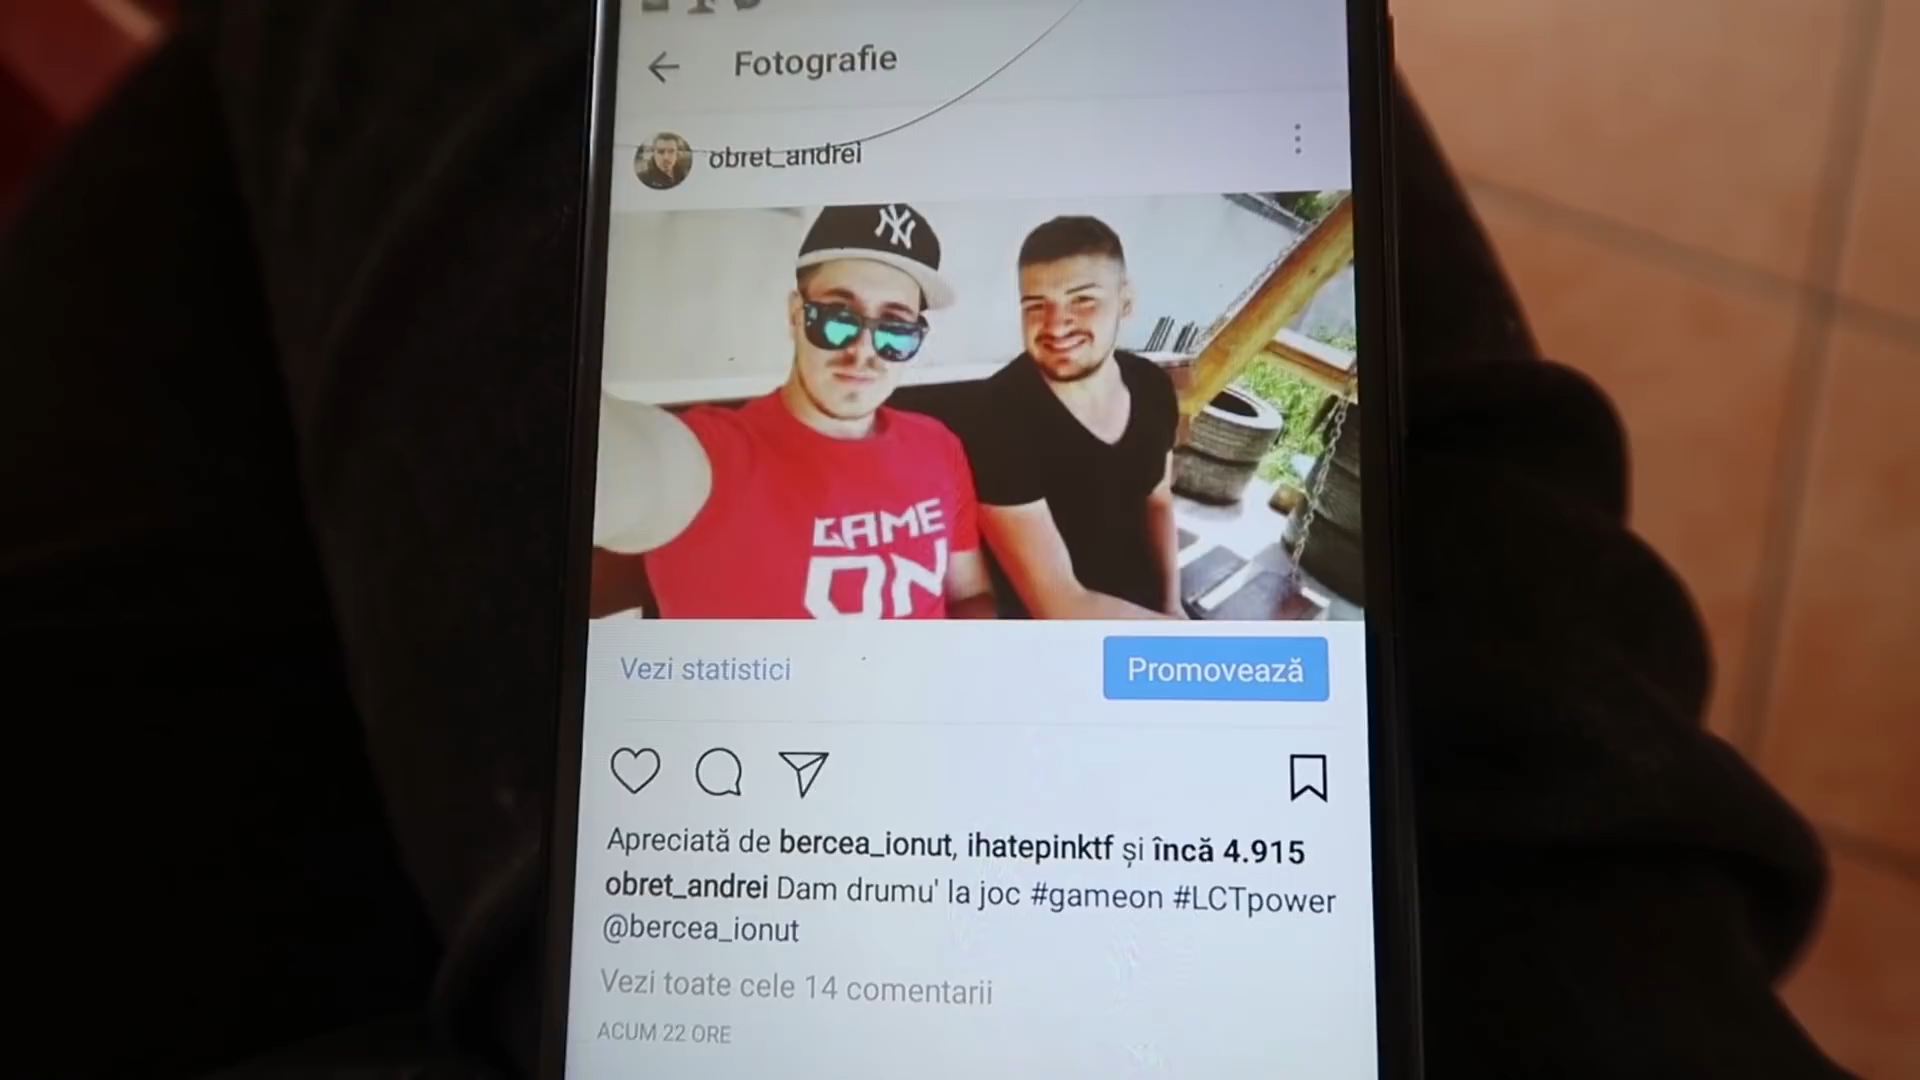 Fotografie
obret_andrei
NY
GAME
ON
Vezi statistici
Promovează
Apreciată de bercea_ionut, ihatepinktf și încă 4.915
obret_andrei Dam drumu' la joc #gameon #LCTpower
@bercea_ionut
Vezi toate cele 14 comentarii
ACUM 22 ORE